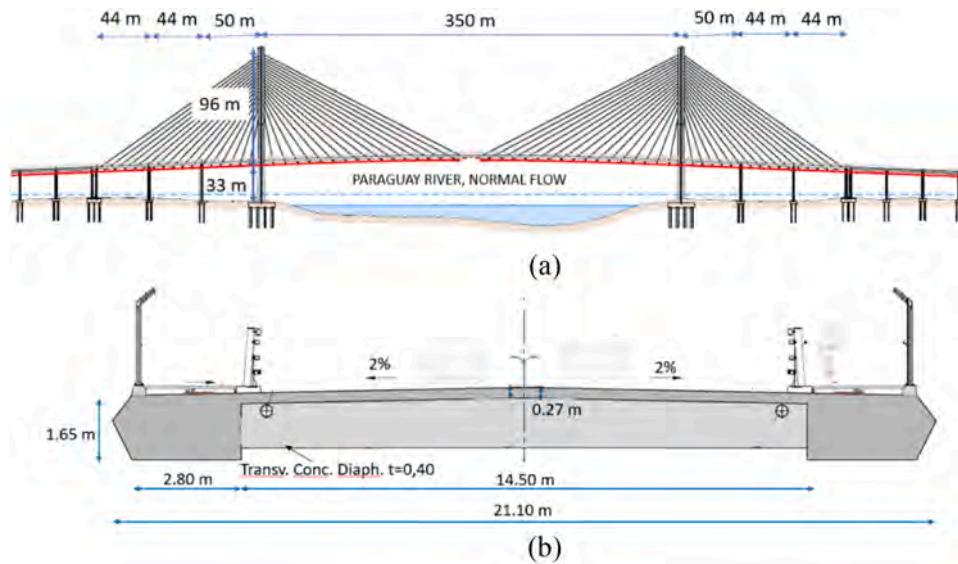 44 m 44 m 50 m 350 m 50 m 44 m 44 m
96 m
33 m
PARAGUAY RIVER, NORMAL FLOW
(a)
2% 2%
0.27 m
1.65 m
Transv. Conc. Diaph. t=0,40
2.80 m 14.50 m
21.10 m
(b)